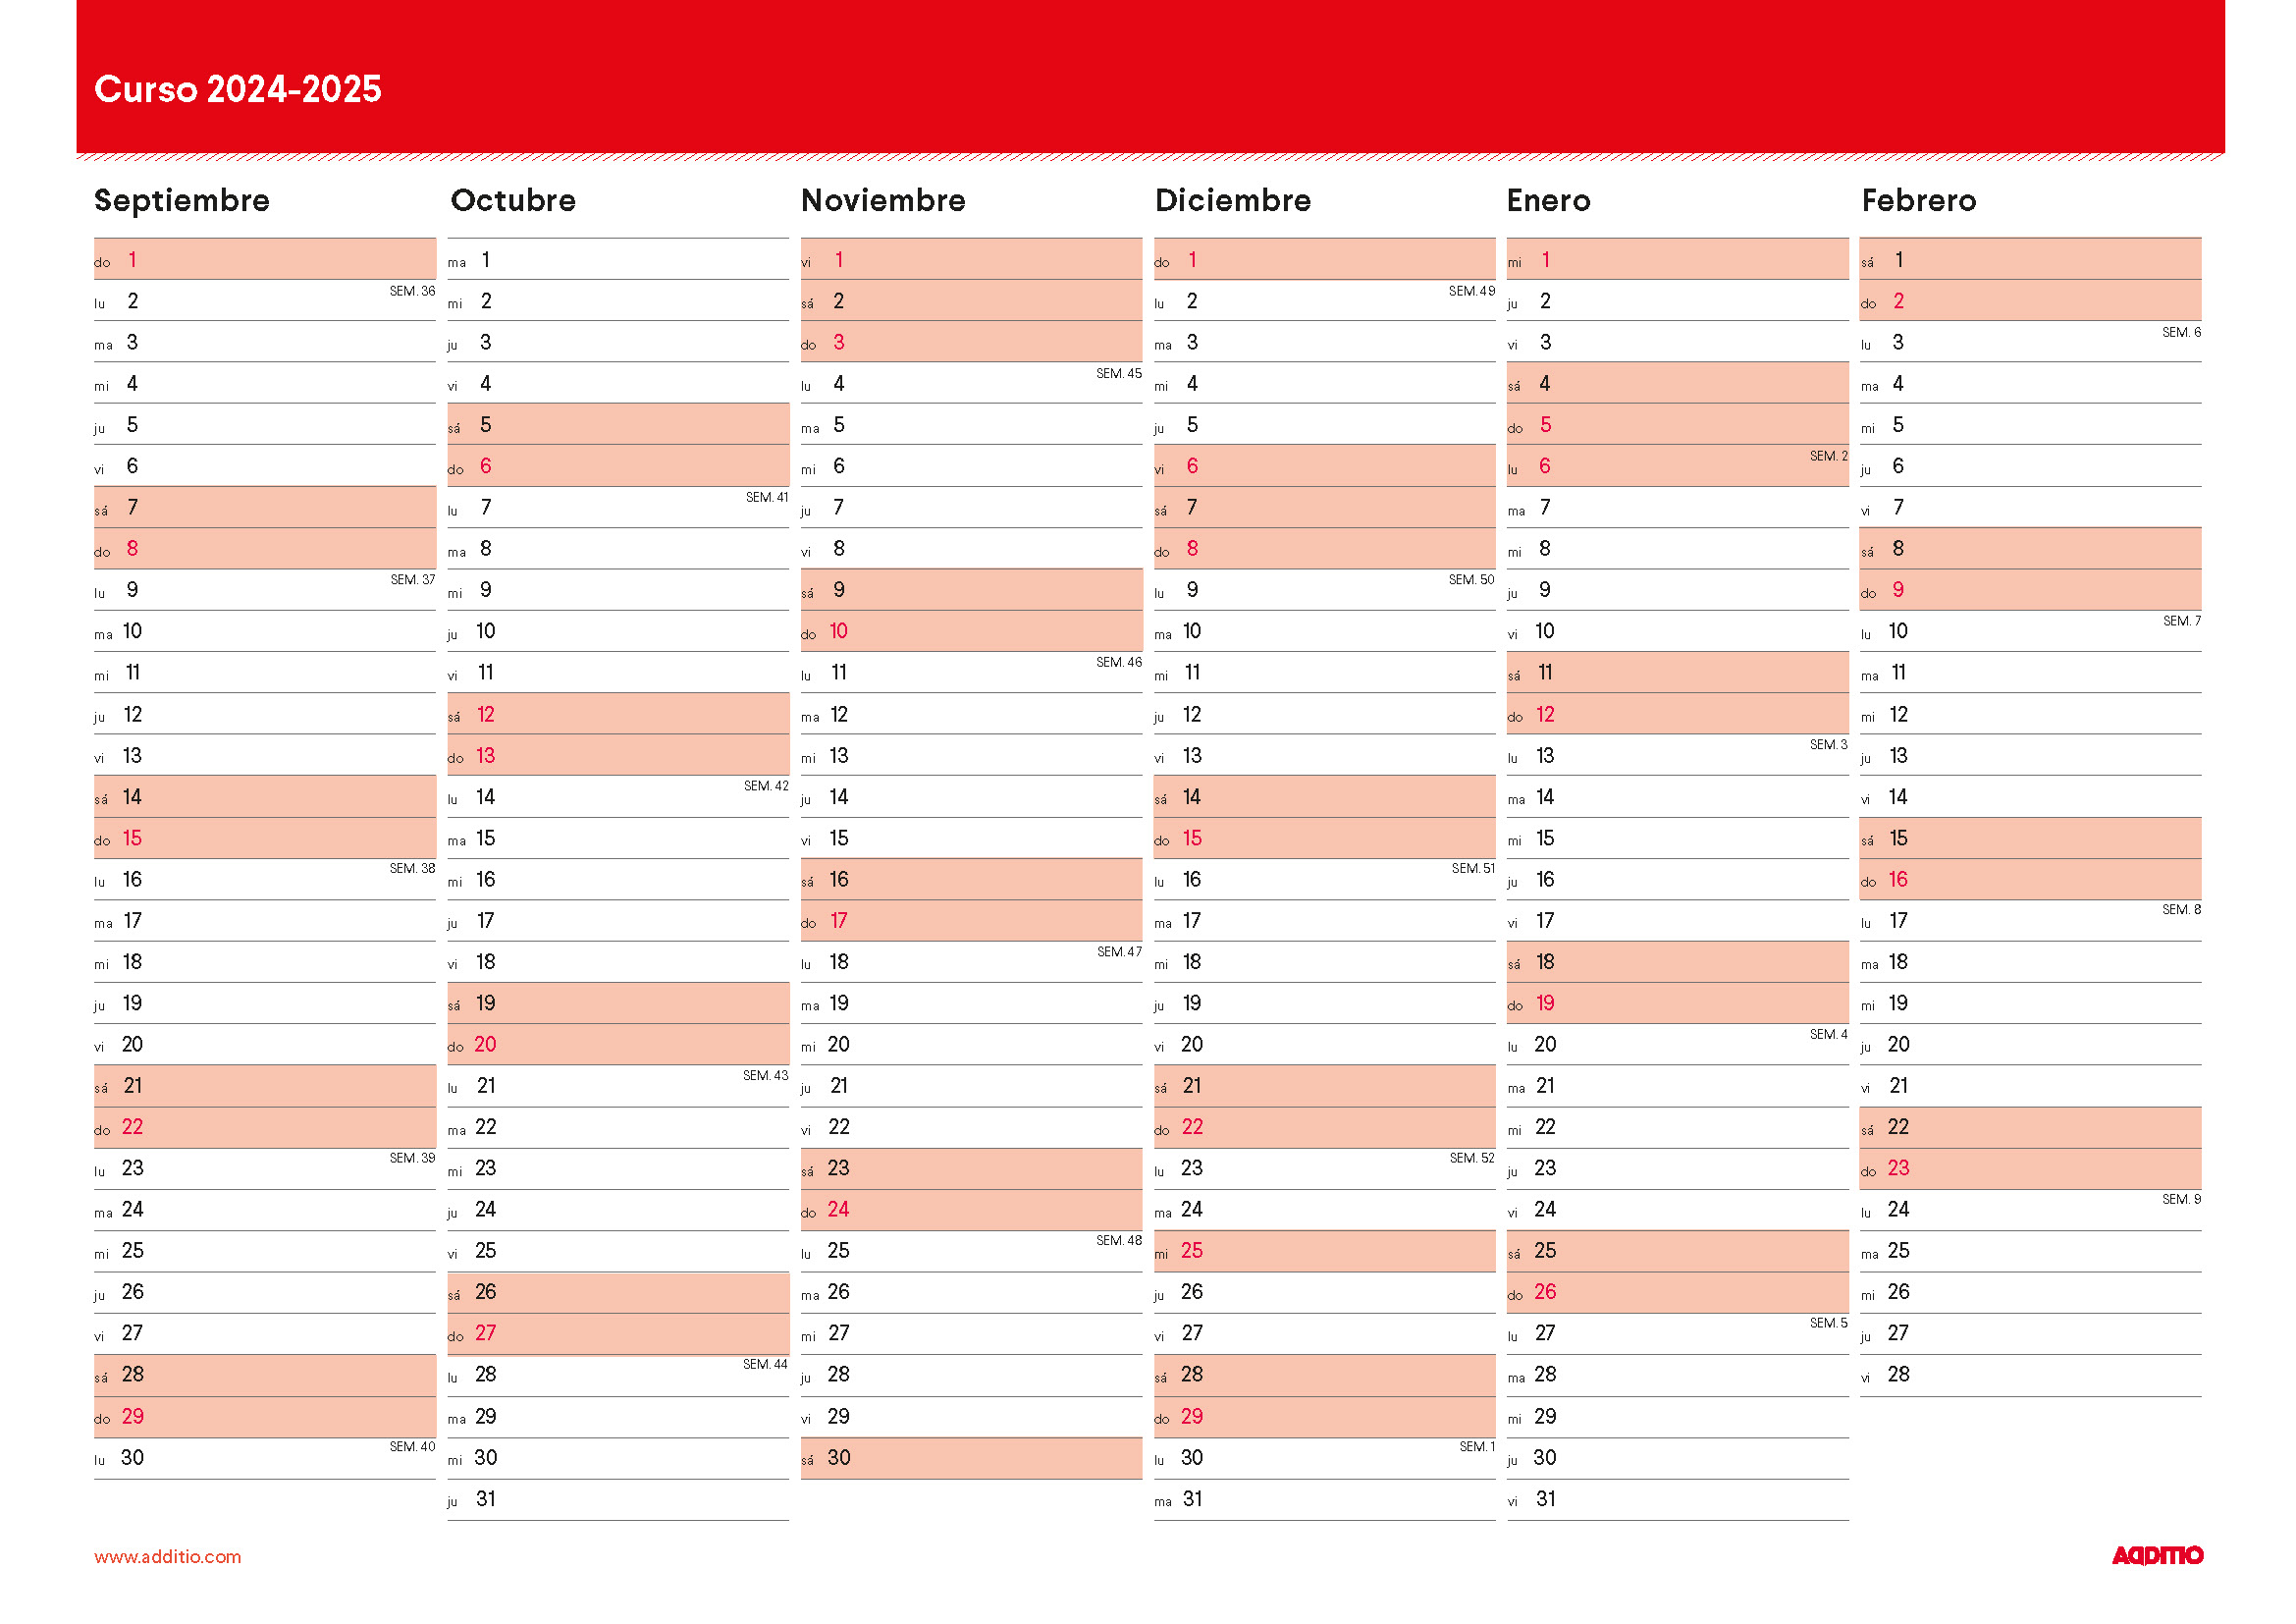 Curso 2024-2025
Septiembre
do 1
lu 2 SEM. 36
ma 3
mi 4
ju 5
vi 6
sá 7
do 8
lu 9 SEM. 37
ma 10
mi 11
ju 12
vi 13
sá 14
do 15
lu 16 SEM. 38
ma 17
mi 18
ju 19
vi 20
sá 21
do 22
lu 23 SEM. 39
ma 24
mi 25
ju 26
vi 27
sá 28
do 29
lu 30 SEM. 40
Octubre
ma 1
mi 2
ju 3
vi 4
sá 5
do 6
lu 7 SEM. 41
ma 8
mi 9
ju 10
vi 11
sá 12
do 13
lu 14 SEM. 42
ma 15
mi 16
ju 17
vi 18
sá 19
do 20
lu 21 SEM. 43
ma 22
mi 23
ju 24
vi 25
sá 26
do 27
lu 28 SEM. 44
ma 29
mi 30
ju 31
Noviembre
vi 1
sá 2
do 3
lu 4 SEM. 45
ma 5
mi 6
ju 7
vi 8
sá 9
do 10
lu 11 SEM. 46
ma 12
mi 13
ju 14
vi 15
sá 16
do 17
lu 18 SEM. 47
ma 19
mi 20
ju 21
vi 22
sá 23
do 24
lu 25 SEM. 48
ma 26
mi 27
ju 28
vi 29
sá 30
Diciembre
do 1
lu 2 SEM. 49
ma 3
mi 4
ju 5
vi 6
sá 7
do 8
lu 9 SEM. 50
ma 10
mi 11
ju 12
vi 13
sá 14
do 15
lu 16 SEM. 51
ma 17
mi 18
ju 19
vi 20
sá 21
do 22
lu 23 SEM. 52
ma 24
mi 25
ju 26
vi 27
sá 28
do 29
lu 30 SEM. 1
ma 31
Enero
mi 1
ju 2
vi 3
sá 4
do 5
lu 6 SEM. 2
ma 7
mi 8
ju 9
vi 10
sá 11
do 12
lu 13 SEM. 3
ma 14
mi 15
ju 16
vi 17
sá 18
do 19
lu 20 SEM. 4
ma 21
mi 22
ju 23
vi 24
sá 25
do 26
lu 27 SEM. 5
ma 28
mi 29
ju 30
vi 31
Febrero
sá 1
do 2
lu 3 SEM. 6
ma 4
mi 5
ju 6
vi 7
sá 8
do 9
lu 10 SEM. 7
ma 11
mi 12
ju 13
vi 14
sá 15
do 16
lu 17 SEM. 8
ma 18
mi 19
ju 20
vi 21
sá 22
do 23
lu 24 SEM. 9
ma 25
mi 26
ju 27
vi 28
www.additio.com
ADDITIO